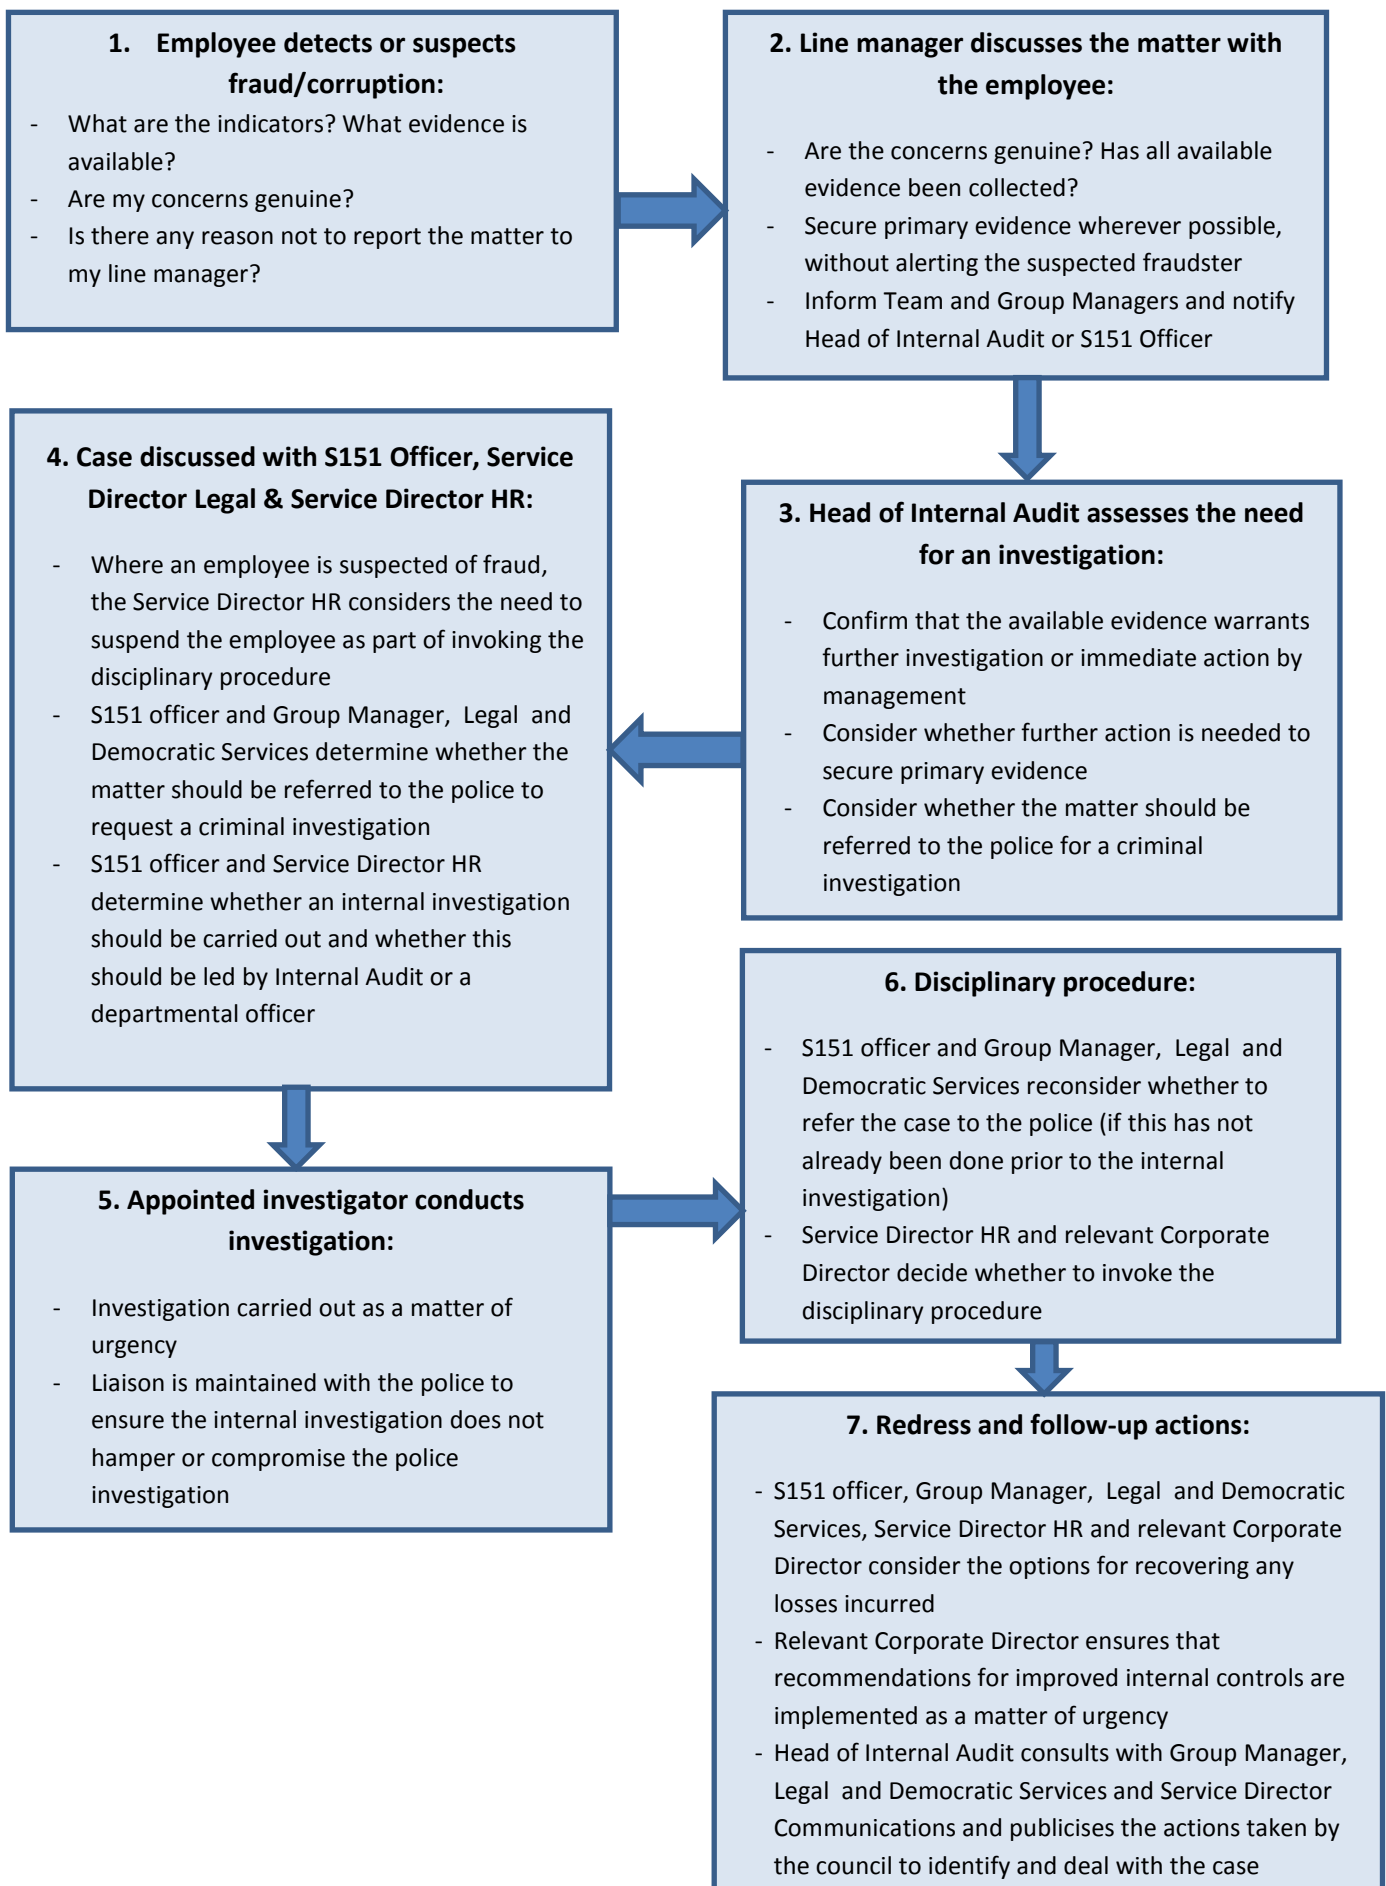 1. Employee detects or suspects
fraud/corruption:
- What are the indicators? What evidence is
available?
- Are my concerns genuine?
- Is there any reason not to report the matter to
my line manager?
2. Line manager discusses the matter with
the employee:
- Are the concerns genuine? Has all available
evidence been collected?
- Secure primary evidence wherever possible,
without alerting the suspected fraudster
- Inform Team and Group Managers and notify
Head of Internal Audit or S151 Officer
3. Head of Internal Audit assesses the need
for an investigation:
- Confirm that the available evidence warrants
further investigation or immediate action by
management
- Consider whether further action is needed to
secure primary evidence
- Consider whether the matter should be
referred to the police for a criminal
investigation
4. Case discussed with S151 Officer, Service
Director Legal & Service Director HR:
- Where an employee is suspected of fraud,
the Service Director HR considers the need to
suspend the employee as part of invoking the
disciplinary procedure
- S151 officer and Group Manager, Legal and
Democratic Services determine whether the
matter should be referred to the police to
request a criminal investigation
- S151 officer and Service Director HR
determine whether an internal investigation
should be carried out and whether this
should be led by Internal Audit or a
departmental officer
5. Appointed investigator conducts
investigation:
- Investigation carried out as a matter of
urgency
- Liaison is maintained with the police to
ensure the internal investigation does not
hamper or compromise the police
investigation
6. Disciplinary procedure:
- S151 officer and Group Manager, Legal and
Democratic Services reconsider whether to
refer the case to the police (if this has not
already been done prior to the internal
investigation)
- Service Director HR and relevant Corporate
Director decide whether to invoke the
disciplinary procedure
7. Redress and follow-up actions:
- S151 officer, Group Manager, Legal and Democratic
Services, Service Director HR and relevant Corporate
Director consider the options for recovering any
losses incurred
- Relevant Corporate Director ensures that
recommendations for improved internal controls are
implemented as a matter of urgency
- Head of Internal Audit consults with Group Manager,
Legal and Democratic Services and Service Director
Communications and publicises the actions taken by
the council to identify and deal with the case